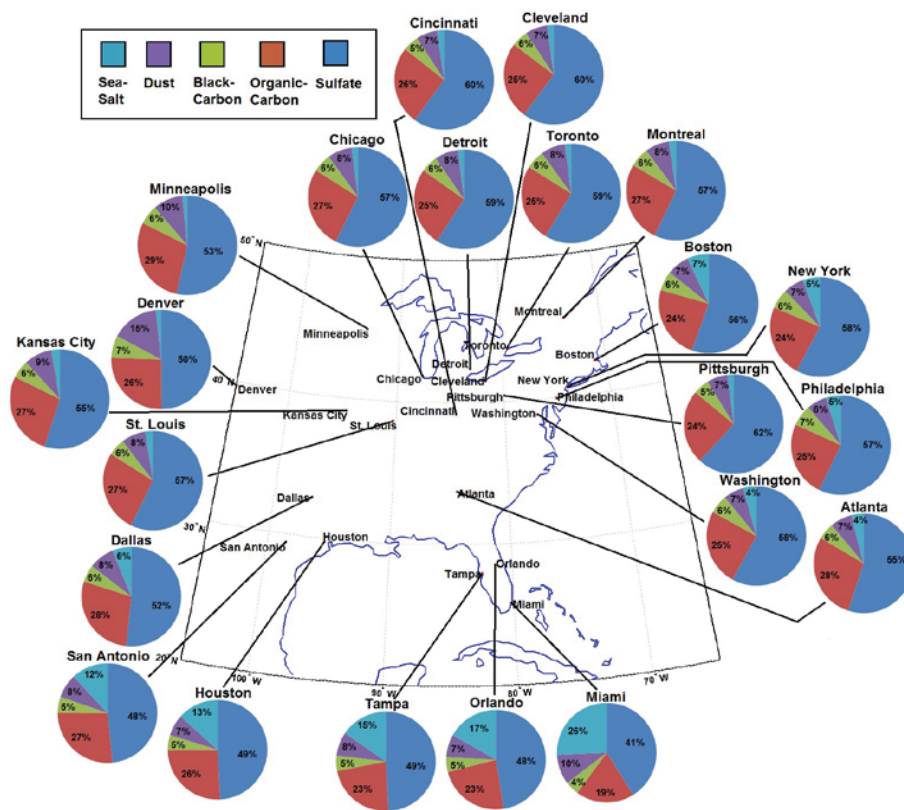 Sea-
Salt
Dust
Black-
Carbon
Organic-
Carbon
Sulfate
Cincinnati
7%
5%
26%
60%
Cleveland
7%
6%
25%
60%
Chicago
8%
6%
27%
57%
Detroit
8%
6%
25%
59%
Toronto
8%
6%
25%
59%
Montreal
8%
6%
27%
57%
Minneapolis
10%
6%
29%
53%
Boston
7%
7%
6%
24%
56%
New York
5%
7%
6%
24%
58%
Denver
15%
7%
26%
50%
Kansas City
9%
6%
27%
55%
Pittsburgh
7%
5%
24%
62%
Philadelphia
5%
6%
7%
25%
57%
St. Louis
8%
6%
27%
57%
Washington
4%
7%
6%
25%
58%
Atlanta
4%
7%
6%
28%
55%
Dallas
6%
8%
6%
28%
52%
San Antonio
12%
8%
5%
27%
48%
Houston
13%
7%
5%
26%
49%
Tampa
15%
8%
5%
23%
49%
Orlando
17%
7%
5%
23%
48%
Miami
26%
10%
4%
19%
41%
50° N
40° N
30° N
20° N
100° W
90° W
80° W
70° W
Minneapolis
Montreal
Toronto
Detroit
Boston
Chicago
Cleveland
New York
Denver
Pittsburgh
Philadelphia
Kansas City
Cincinnati
Washington
St. Louis
Dallas
Atlanta
San Antonio
Houston
Orlando
Tampa
Miami